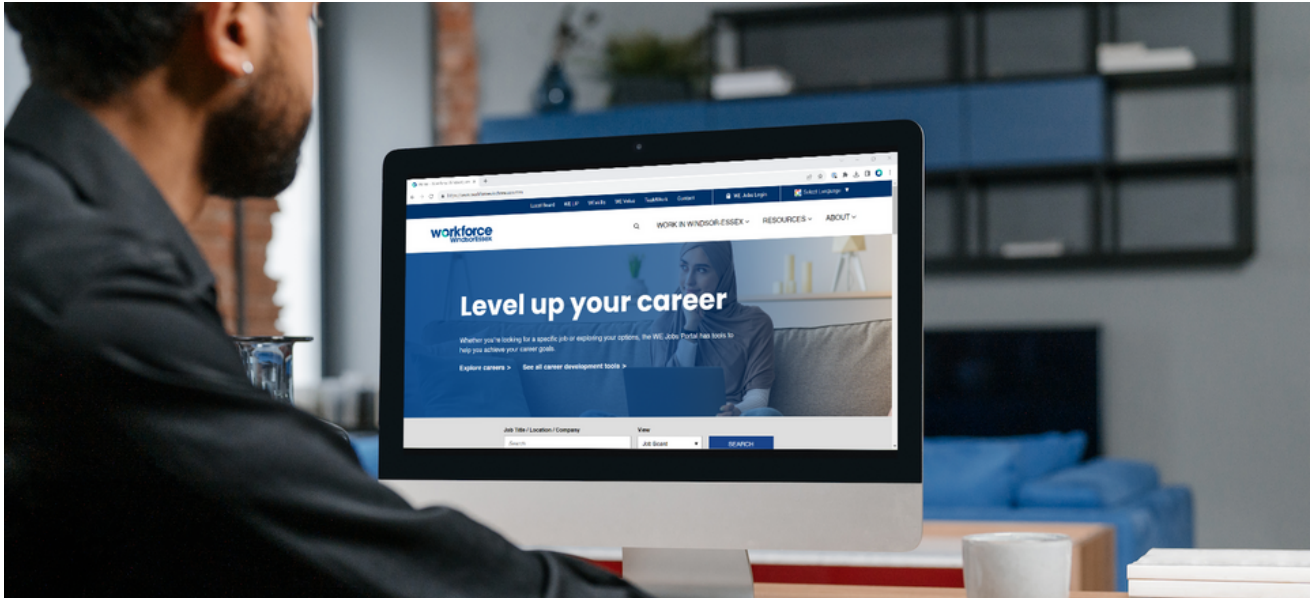 Local Board WE LIP WEskills WE Value Tech4Work Contact WE Jobs Login Select Language ▼
workforce
WindsorEssex
WORK IN WINDSOR-ESSEX RESOURCES ABOUT
Level up your career
Whether you're looking for a specific job or exploring your options, the WE Jobs Portal has tools to
help you achieve your career goals.
Explore careers > See all career development tools >
Job Title / Location / Company View
Search Job Board SEARCH